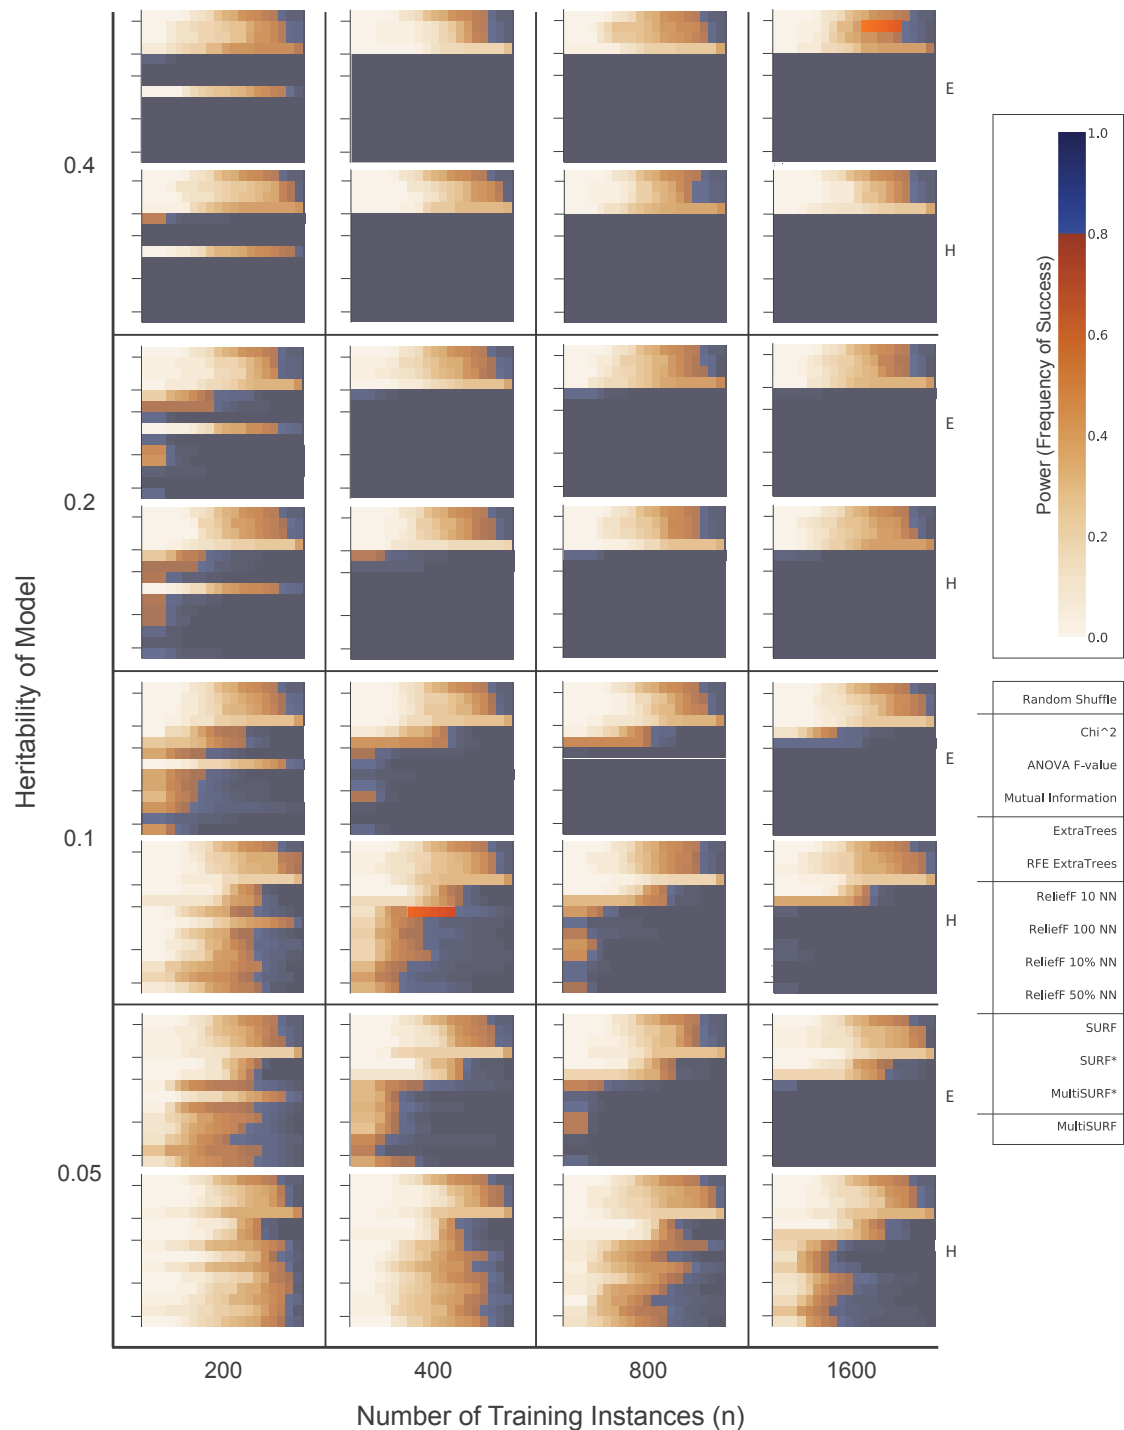 Heritability of Model
0.4
0.2
0.1
0.05
E
H
E
H
E
H
E
H
200
400
800
1600
Number of Training Instances (n)
Power (Frequency of Success)
1.0
0.8
0.6
0.4
0.2
0.0
Random Shuffle
Chi^2
ANOVA F-value
Mutual Information
ExtraTrees
RFE ExtraTrees
ReliefF 10 NN
ReliefF 100 NN
ReliefF 10% NN
ReliefF 50% NN
SURF
SURF*
MultiSURF*
MultiSURF